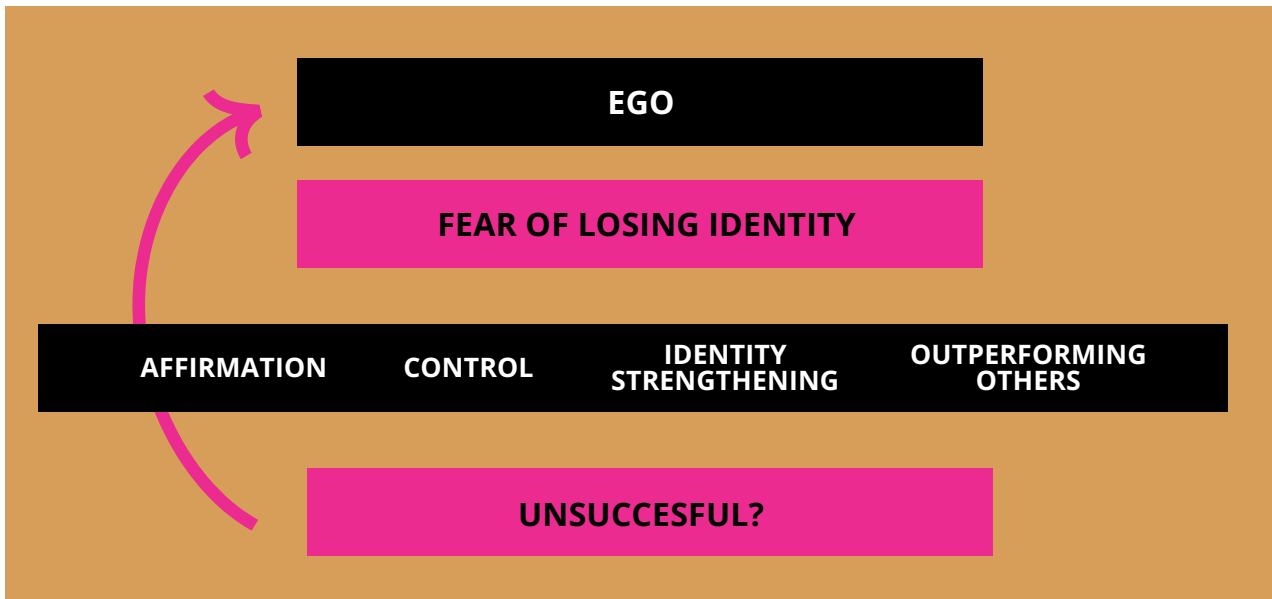 EGO
FEAR OF LOSING IDENTITY
AFFIRMATION
CONTROL
IDENTITY
STRENGTHENING
OUTPERFORMING
OTHERS
UNSUCCESFUL?